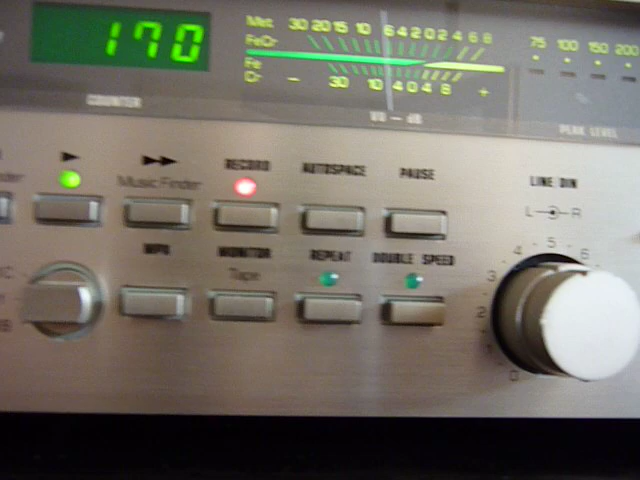 170
Met 30 20 15 10 6 4 2 0 2 4 6 8
FeCr
Fe
Cr - 30 10 4 0 4 8 +
75 100 150 200
COUNTER
VU - dB
PEAK LEVEL
RECORD AUTOSPACE PAUSE
Music Finder
LINE DIN
L R
MPX MONITOR REPEAT DOUBLE SPEED
Tape
0 1 2 3 4 5 6